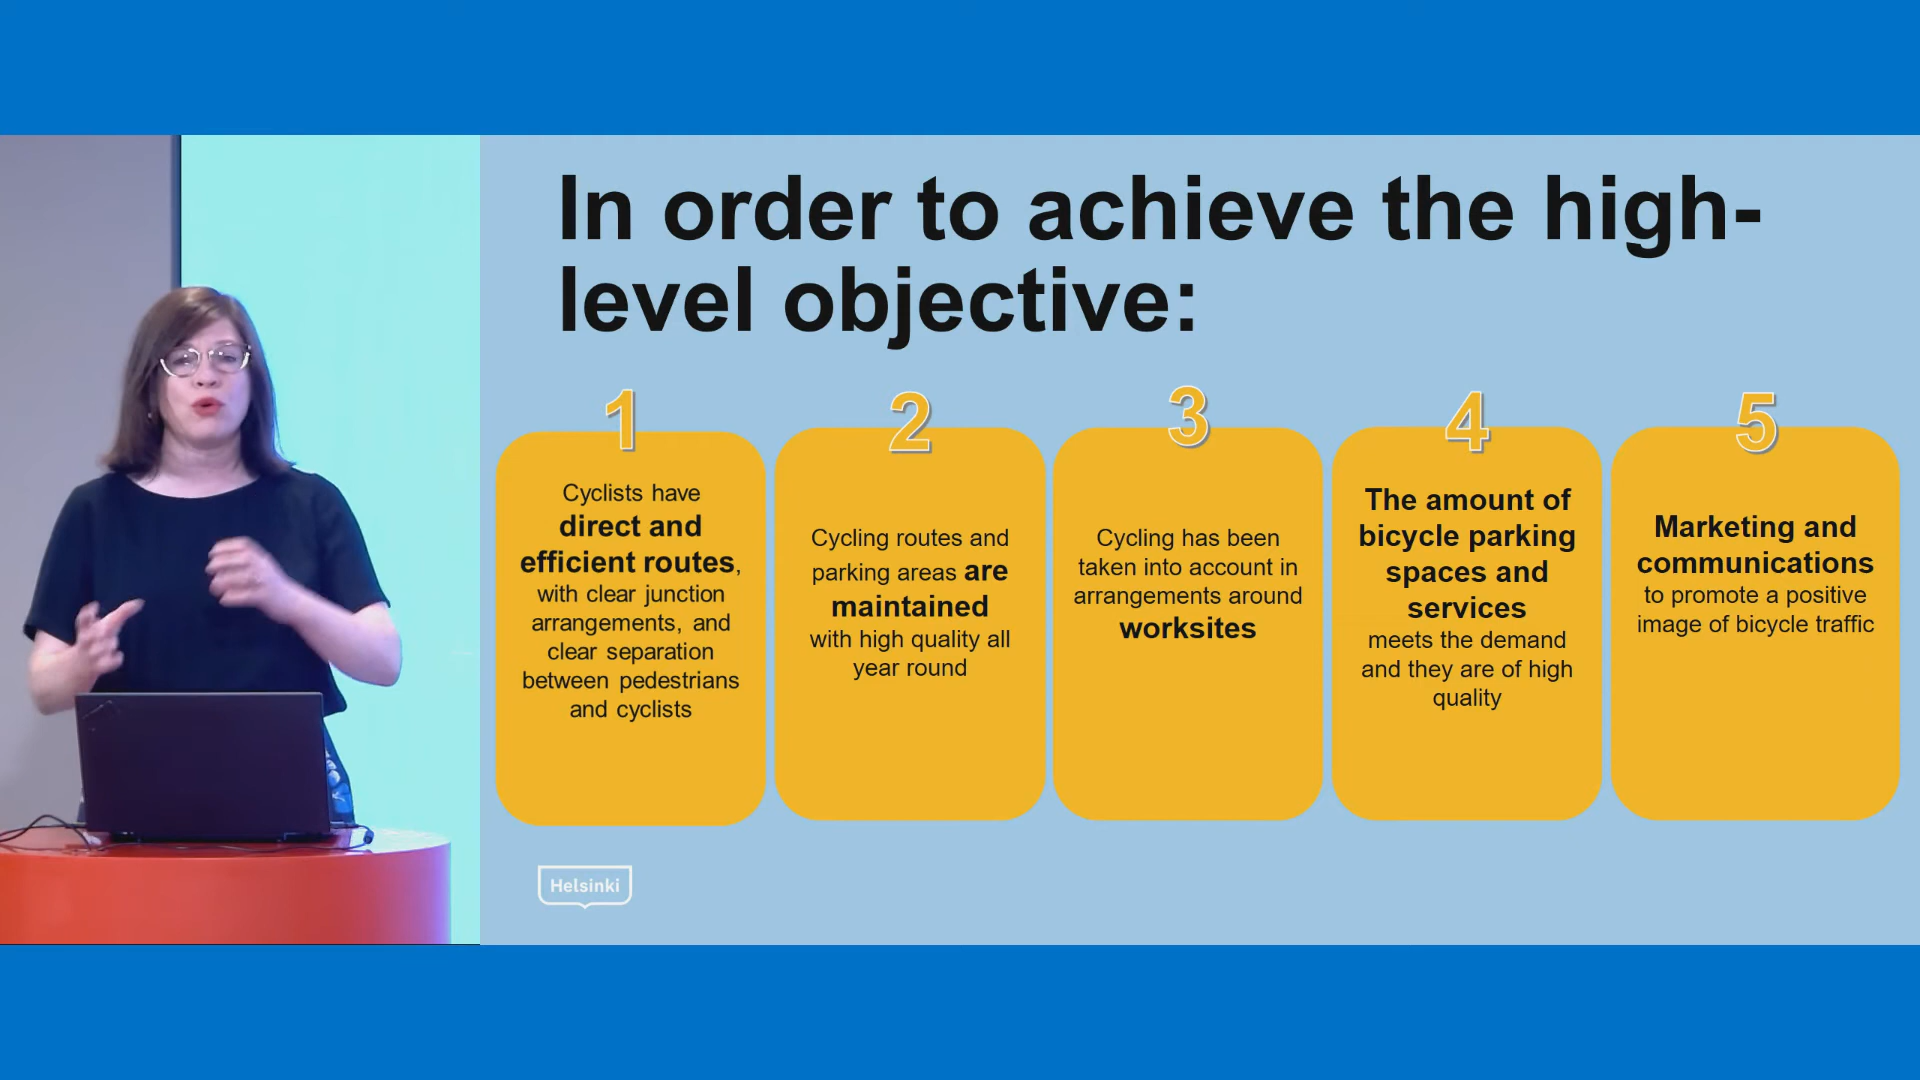 In order to achieve the high-
level objective:
1
Cyclists have
direct and
efficient routes,
with clear junction
arrangements, and
clear separation
between pedestrians
and cyclists
2
Cycling routes and
parking areas are
maintained
with high quality all
year round
3
Cycling has been
taken into account in
arrangements around
worksites
4
The amount of
bicycle parking
spaces and
services
meets the demand
and they are of high
quality
5
Marketing and
communications
to promote a positive
image of bicycle traffic
Helsinki